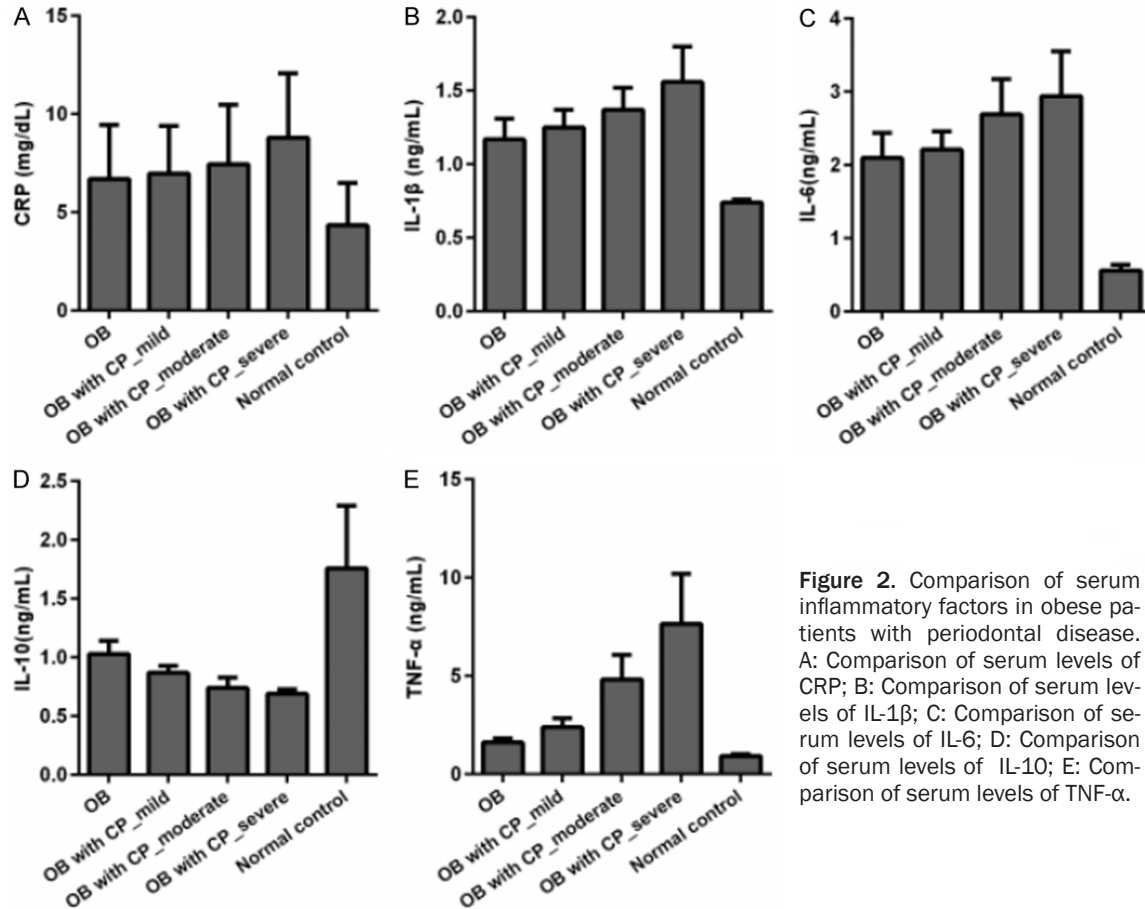 A
CRP (mg/dL)
15
10
5
0
OB
OB with CP_mild
OB with CP_moderate
OB with CP_severe
Normal control
B
IL-1β (ng/mL)
2.0
1.5
1.0
0.5
0.0
OB
OB with CP_mild
OB with CP_moderate
OB with CP_severe
Normal control
C
IL-6(ng/mL)
4
3
2
1
0
OB
OB with CP_mild
OB with CP_moderate
OB with CP_severe
Normal control
D
IL-10(ng/mL)
2.5
2.0
1.5
1.0
0.5
0.0
OB
OB with CP_mild
OB with CP_moderate
OB with CP_severe
Normal control
E
TNF-α (ng/mL)
15
10
5
0
OB
OB with CP_mild
OB with CP_moderate
OB with CP_severe
Normal control
Figure 2. Comparison of serum
inflammatory factors in obese pa-
tients with periodontal disease.
A: Comparison of serum levels of
CRP; B: Comparison of serum lev-
els of IL-1β; C: Comparison of se-
rum levels of IL-6; D: Comparison
of serum levels of IL-10; E: Com-
parison of serum levels of TNF-α.